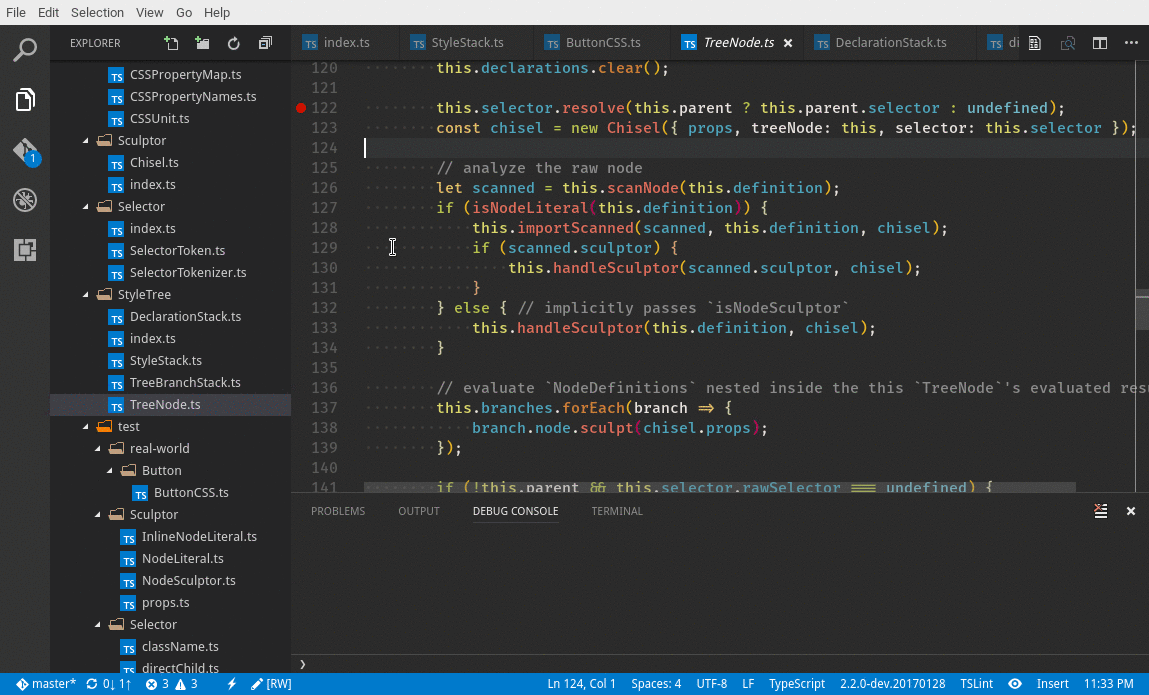 File Edit Selection View Go Help
EXPLORER
index.ts StyleStack.ts ButtonCSS.ts TreeNode.ts DeclarationStack.ts di
CSSPropertyMap.ts
CSSPropertyNames.ts
CSSUnit.ts
Sculptor
Chisel.ts
index.ts
Selector
index.ts
SelectorToken.ts
SelectorTokenizer.ts
StyleTree
DeclarationStack.ts
index.ts
StyleStack.ts
TreeBranchStack.ts
TreeNode.ts
test
real-world
Button
ButtonCSS.ts
Sculptor
InlineNodeLiteral.ts
NodeLiteral.ts
NodeSculptor.ts
props.ts
Selector
className.ts
directChild.ts
1
120 this.declarations.clear();
121
122 this.selector.resolve(this.parent ? this.parent.selector : undefined);
123 const chisel = new Chisel({ props, treeNode: this, selector: this.selector });
124
125 // analyze the raw node
126 let scanned = this.scanNode(this.definition);
127 if (isNodeLiteral(this.definition)) {
128 this.importScanned(scanned, this.definition, chisel);
129 if (scanned.sculptor) {
130 this.handleSculptor(scanned.sculptor, chisel);
131 }
132 } else { // implicitly passes `isNodeSculptor`
133 this.handleSculptor(this.definition, chisel);
134 }
135
136 // evaluate `NodeDefinitions` nested inside the this `TreeNode`'s evaluated res
137 this.branches.forEach(branch => {
138 branch.node.sculpt(chisel.props);
139 });
140
141 if (!this.parent && this.selector.rawSelector === undefined) {
PROBLEMS OUTPUT DEBUG CONSOLE TERMINAL
❯
master* 0↓ 1↑ 3 3 [RW] Ln 124, Col 1 Spaces: 4 UTF-8 LF TypeScript 2.2.0-dev.20170128 TSLint Insert 11:33 PM